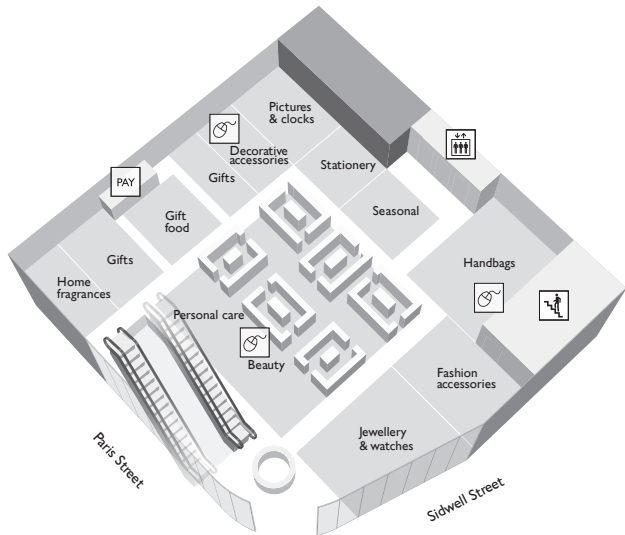 Pictures
& clocks
Decorative
accessories
Stationery
Gifts
PAY
Gift
food
Seasonal
Gifts
Handbags
Home
fragrances
Personal care
Beauty
Fashion
accessories
Jewellery
& watches
Paris Street
Sidwell Street